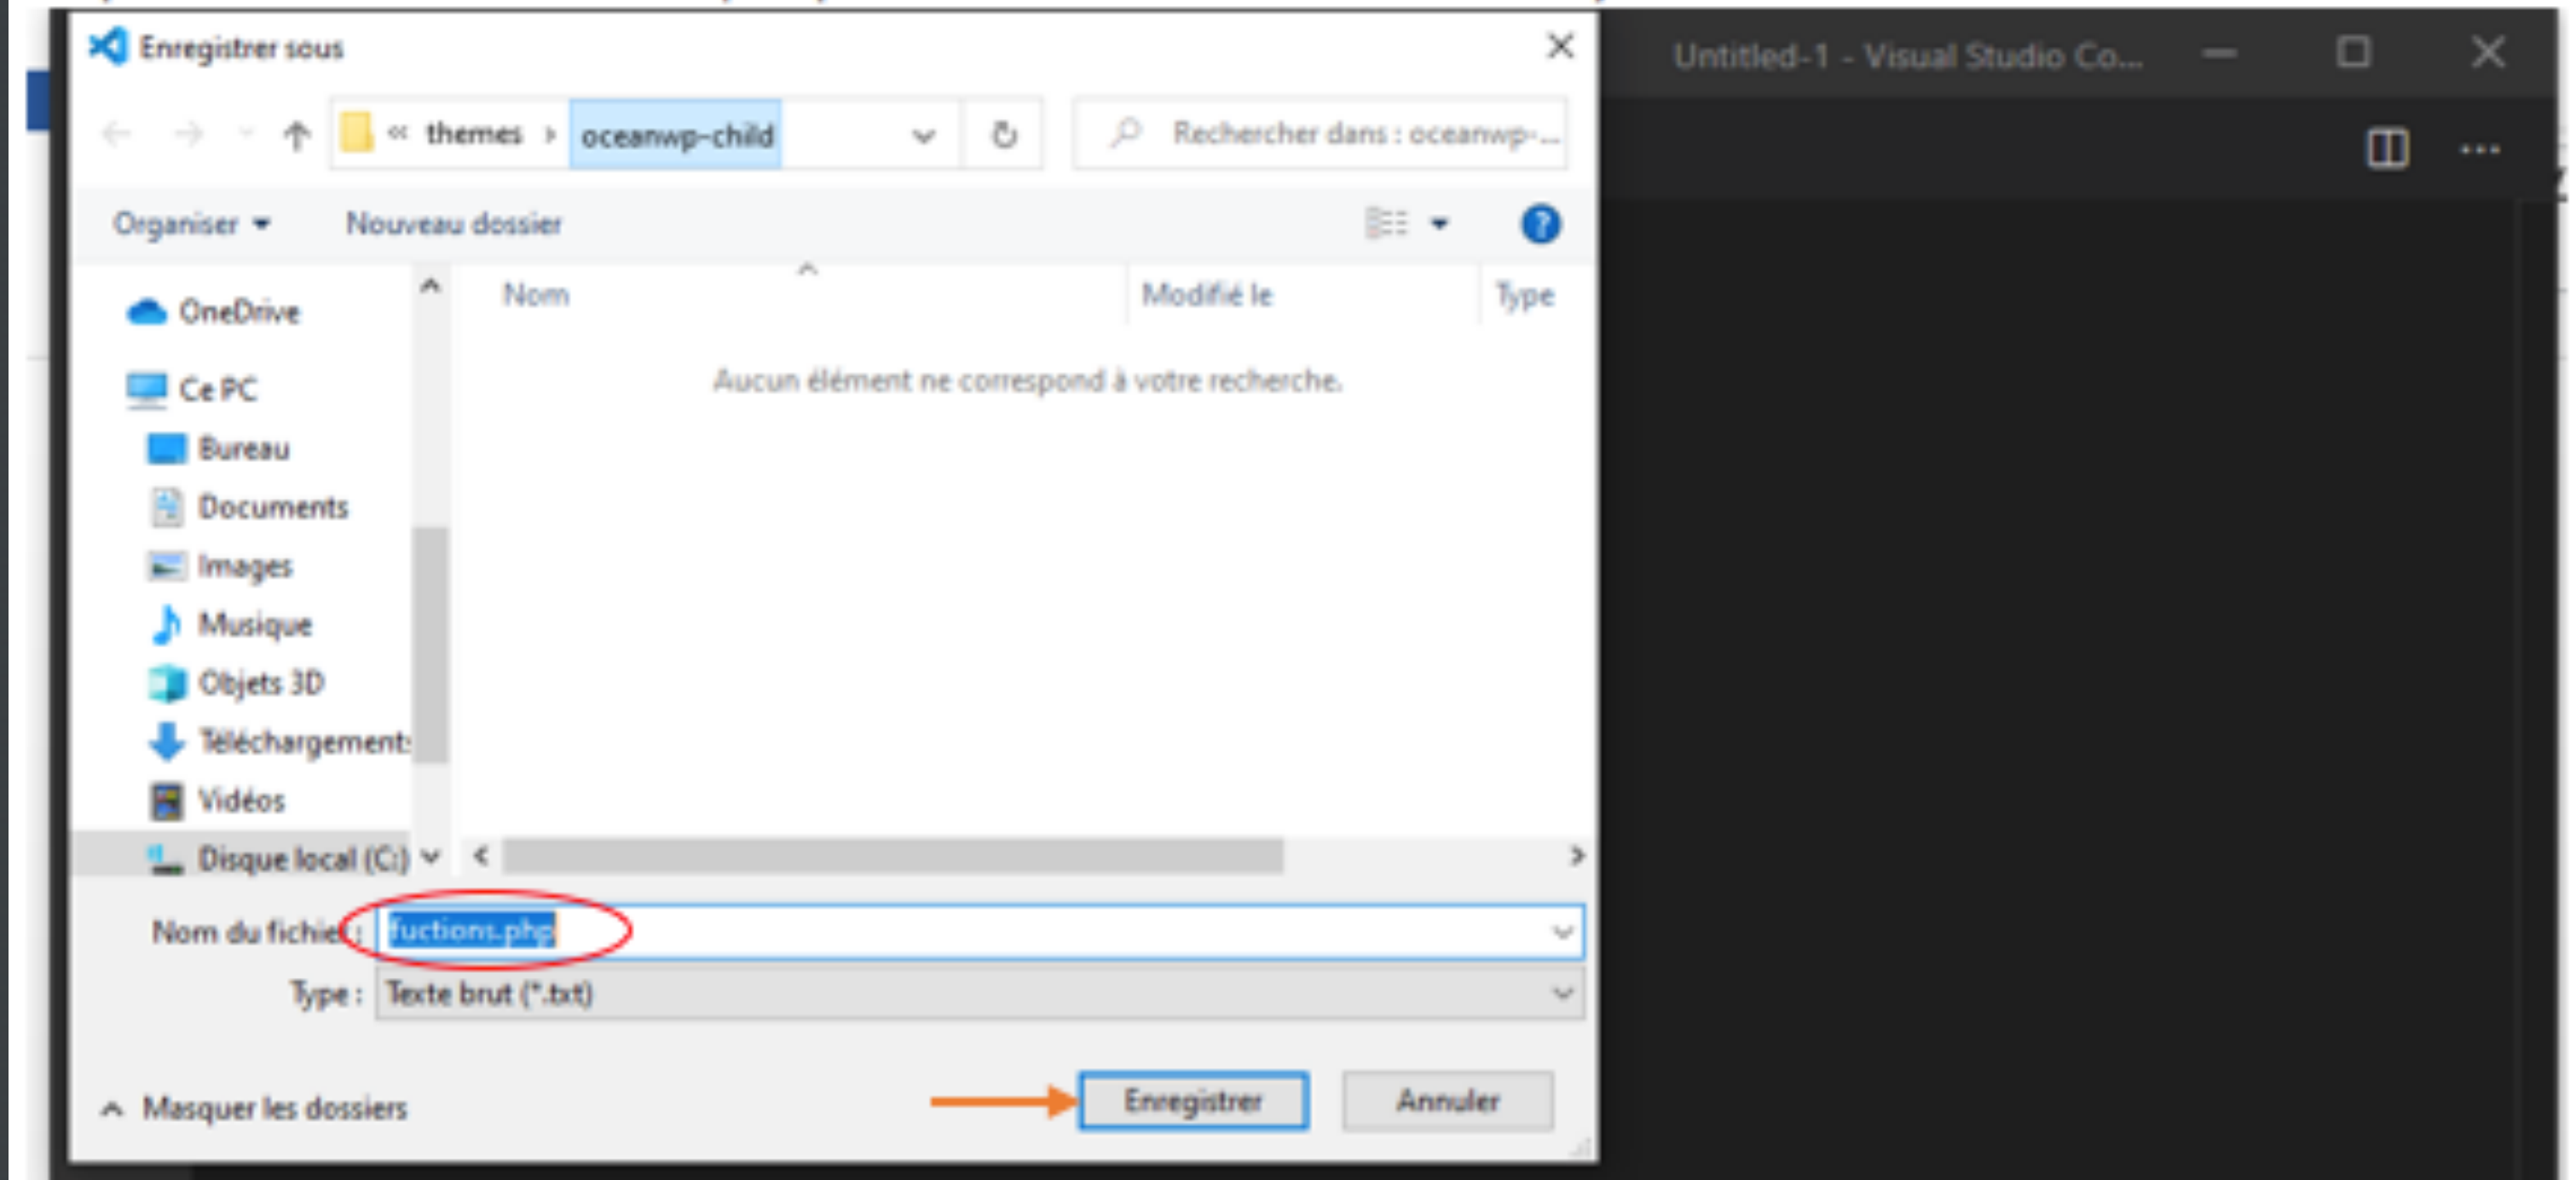 Enregistrer sous
Untitled-1 - Visual Studio Co...
« themes › oceanwp-child
Rechercher dans : oceanwp-...
Organiser
Nouveau dossier
Nom
Modifié le
Type
OneDrive
Aucun élément ne correspond à votre recherche.
Ce PC
Bureau
Documents
Images
Musique
Objets 3D
Téléchargements
Vidéos
Disque local (C:)
Nom du fichier : fuctions.php
Type : Texte brut (*.txt)
Masquer les dossiers
Enregistrer
Annuler